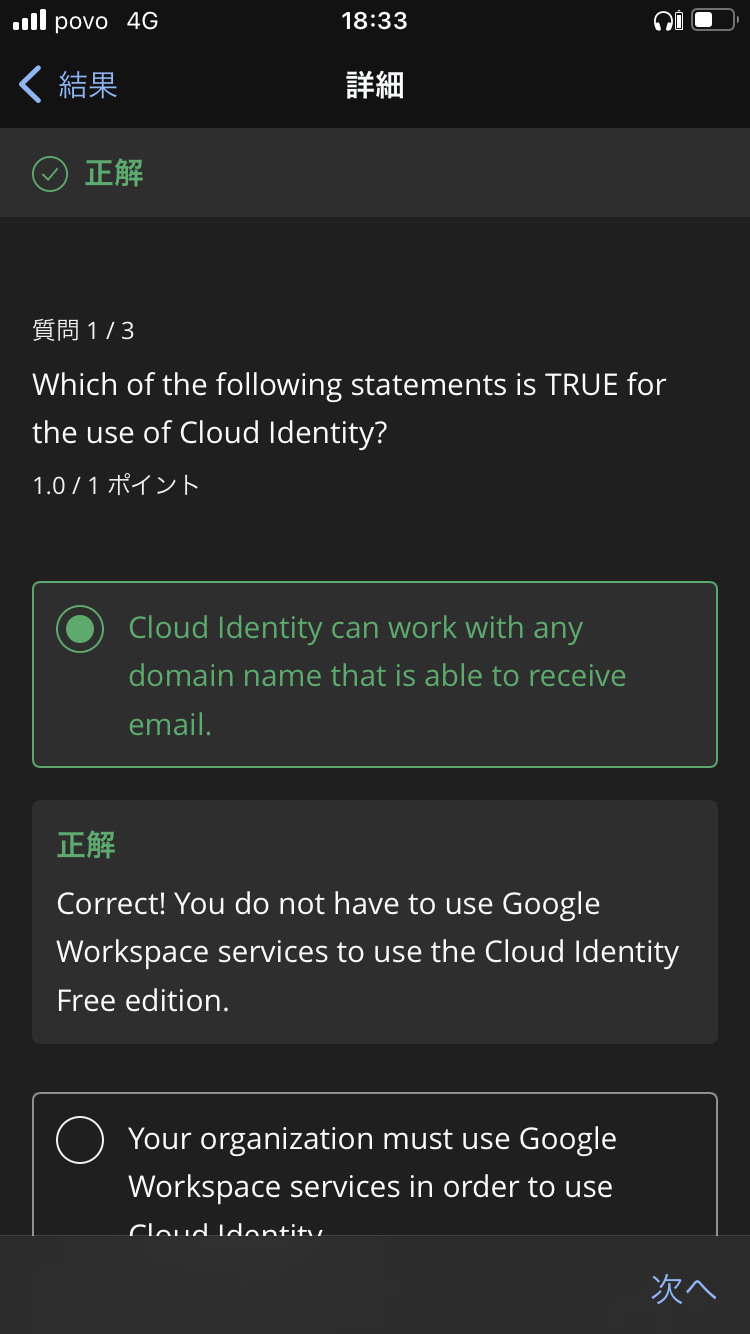 povo 4G 18:33
結果 詳細
正解
質問 1 / 3
Which of the following statements is TRUE for
the use of Cloud Identity?
1.0 / 1 ポイント
Cloud Identity can work with any
domain name that is able to receive
email.
正解
Correct! You do not have to use Google
Workspace services to use the Cloud Identity
Free edition.
Your organization must use Google
Workspace services in order to use
Cloud Identity
次へ